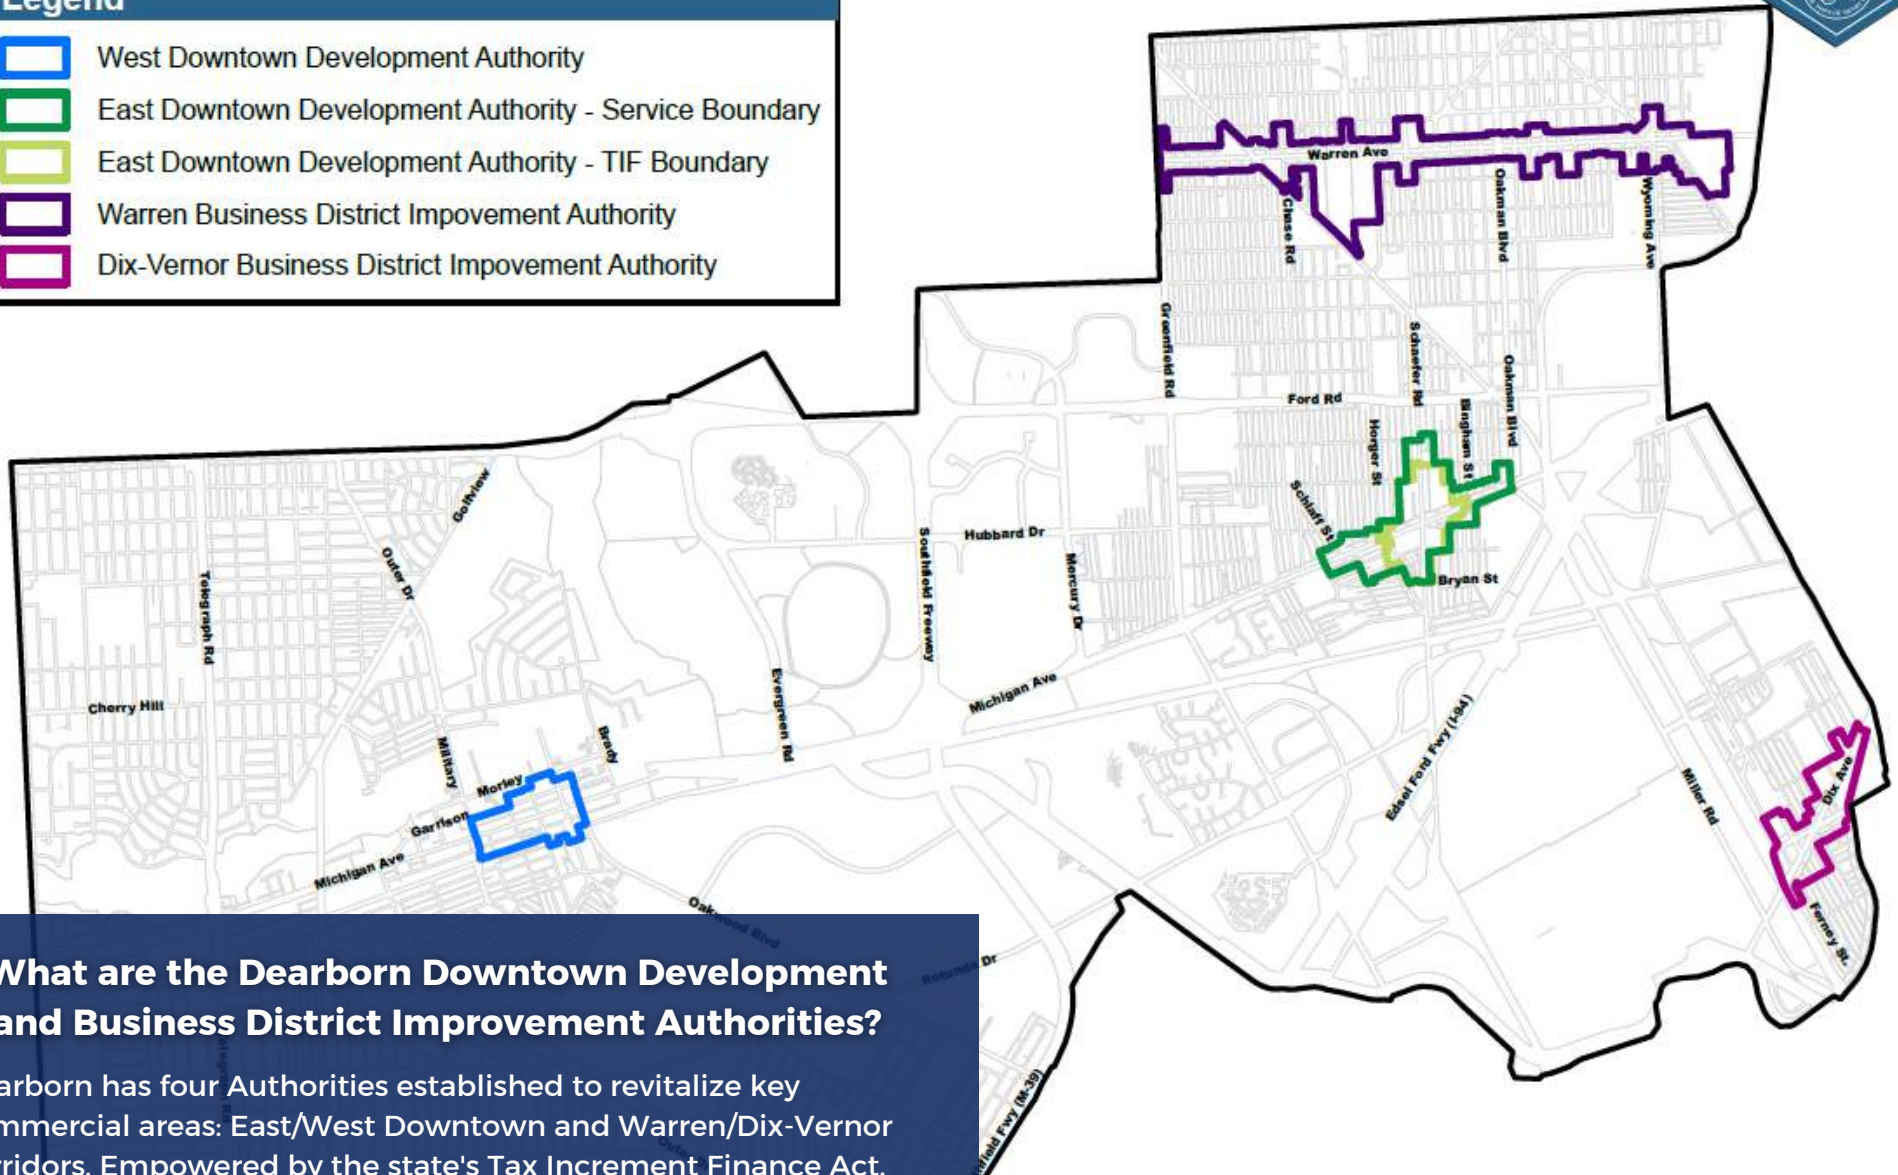 Legend
West Downtown Development Authority
East Downtown Development Authority - Service Boundary
East Downtown Development Authority - TIF Boundary
Warren Business District Impovement Authority
Dix-Vernor Business District Impovement Authority
Warren Ave
Chase Rd
Oakman Blvd
Wyoming Ave
Greenfield Rd
Schaefer Rd
Oakman Blvd
Ford Rd
Bingham St
Horger St
Schlaff St
Bryan St
Golfview
Outer Dr
Hubbard Dr
Southfield Freeway
Mercury Dr
Telegraph Rd
Cherry Hill
Michigan Ave
Evergreen Rd
Military
Brady
Morley
Garrison
Michigan Ave
Edsel Ford Fwy (I-94)
Miller Rd
Dix Ave
Ferney St.
Oakwood Blvd
Rotunda Dr
What are the Dearborn Downtown Development
and Business District Improvement Authorities?
arborn has four Authorities established to revitalize key
mmercial areas: East/West Downtown and Warren/Dix-Vernor
rridors. Empowered by the state's Tax Increment Finance Act,
field Fwy (M-39)